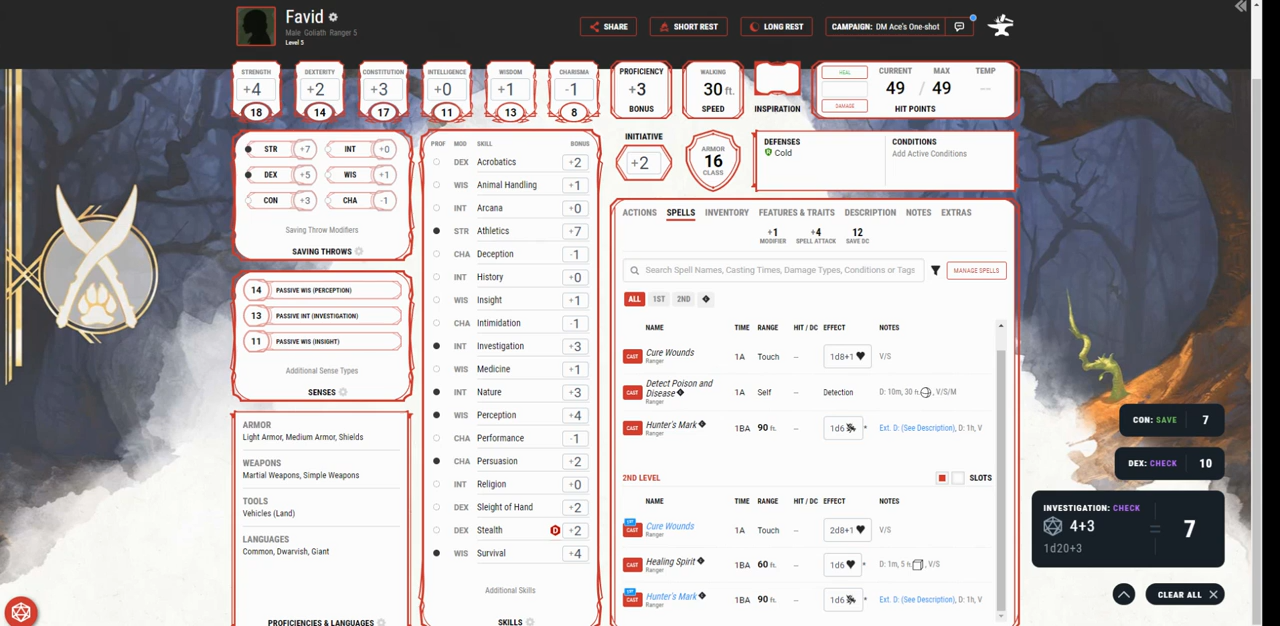 Favid
Male Goliath Ranger 5
Level 5
SHARE
SHORT REST
LONG REST
CAMPAIGN: DM Ace's One-shot
STRENGTH
+4
18
DEXTERITY
+2
14
CONSTITUTION
+3
17
INTELLIGENCE
+0
11
WISDOM
+1
13
CHARISMA
-1
8
PROFICIENCY
+3
BONUS
WALKING
30 ft.
SPEED
INSPIRATION
HEAL
DAMAGE
CURRENT MAX TEMP
49 / 49 --
HIT POINTS
STR +7 INT +0
DEX +5 WIS +1
CON +3 CHA -1
Saving Throw Modifiers
SAVING THROWS
14 PASSIVE WIS (PERCEPTION)
13 PASSIVE INT (INVESTIGATION)
11 PASSIVE WIS (INSIGHT)
Additional Sense Types
SENSES
ARMOR
Light Armor, Medium Armor, Shields
WEAPONS
Martial Weapons, Simple Weapons
TOOLS
Vehicles (Land)
LANGUAGES
Common, Dwarvish, Giant
PROFICIENCIES & LANGUAGES
PROF MOD SKILL BONUS
DEX Acrobatics +2
WIS Animal Handling +1
INT Arcana +0
STR Athletics +7
CHA Deception -1
INT History +0
WIS Insight +1
CHA Intimidation -1
INT Investigation +3
WIS Medicine +1
INT Nature +3
WIS Perception +4
CHA Performance -1
CHA Persuasion +2
INT Religion +0
DEX Sleight of Hand +2
DEX Stealth D +2
WIS Survival +4
Additional Skills
SKILLS
INITIATIVE
+2
ARMOR
16
CLASS
DEFENSES
Cold
CONDITIONS
Add Active Conditions
ACTIONS SPELLS INVENTORY FEATURES & TRAITS DESCRIPTION NOTES EXTRAS
+1 +4 12
MODIFIER SPELL ATTACK SAVE DC
Search Spell Names, Casting Times, Damage Types, Conditions or Tags
MANAGE SPELLS
ALL 1ST 2ND
NAME TIME RANGE HIT / DC EFFECT NOTES
CAST Cure Wounds 1A Touch -- 1d8+1 V/S
Ranger
CAST Detect Poison and Disease 1A Self Detection D: 10m, 30 ft. , V/S/M
Ranger
CAST Hunter's Mark 1BA 90 ft. -- 1d6 * Ext. D: (See Description), D: 1h, V
Ranger
2ND LEVEL SLOTS
NAME TIME RANGE HIT / DC EFFECT NOTES
1ST CAST Cure Wounds 1A Touch -- 2d8+1 V/S
Ranger
CAST Healing Spirit 1BA 60 ft. -- 1d6 * D: 1m, 5 ft. , V/S
Ranger
1ST CAST Hunter's Mark 1BA 90 ft. -- 1d6 * Ext. D: (See Description), D: 1h, V
Ranger
CON: SAVE 7
DEX: CHECK 10
INVESTIGATION: CHECK
4+3 = 7
1d20+3
CLEAR ALL